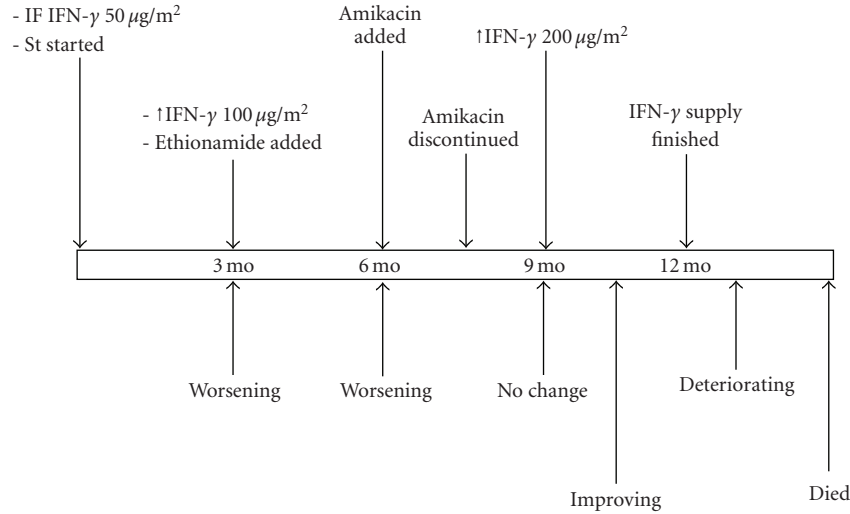 - IF IFN-γ 50 μg/m²
- St started
- ↑IFN-γ 100 μg/m²
- Ethionamide added
Amikacin
added
Amikacin
discontinued
↑IFN-γ 200 μg/m²
IFN-γ supply
finished
3 mo
6 mo
9 mo
12 mo
Worsening
Worsening
No change
Improving
Deteriorating
Died